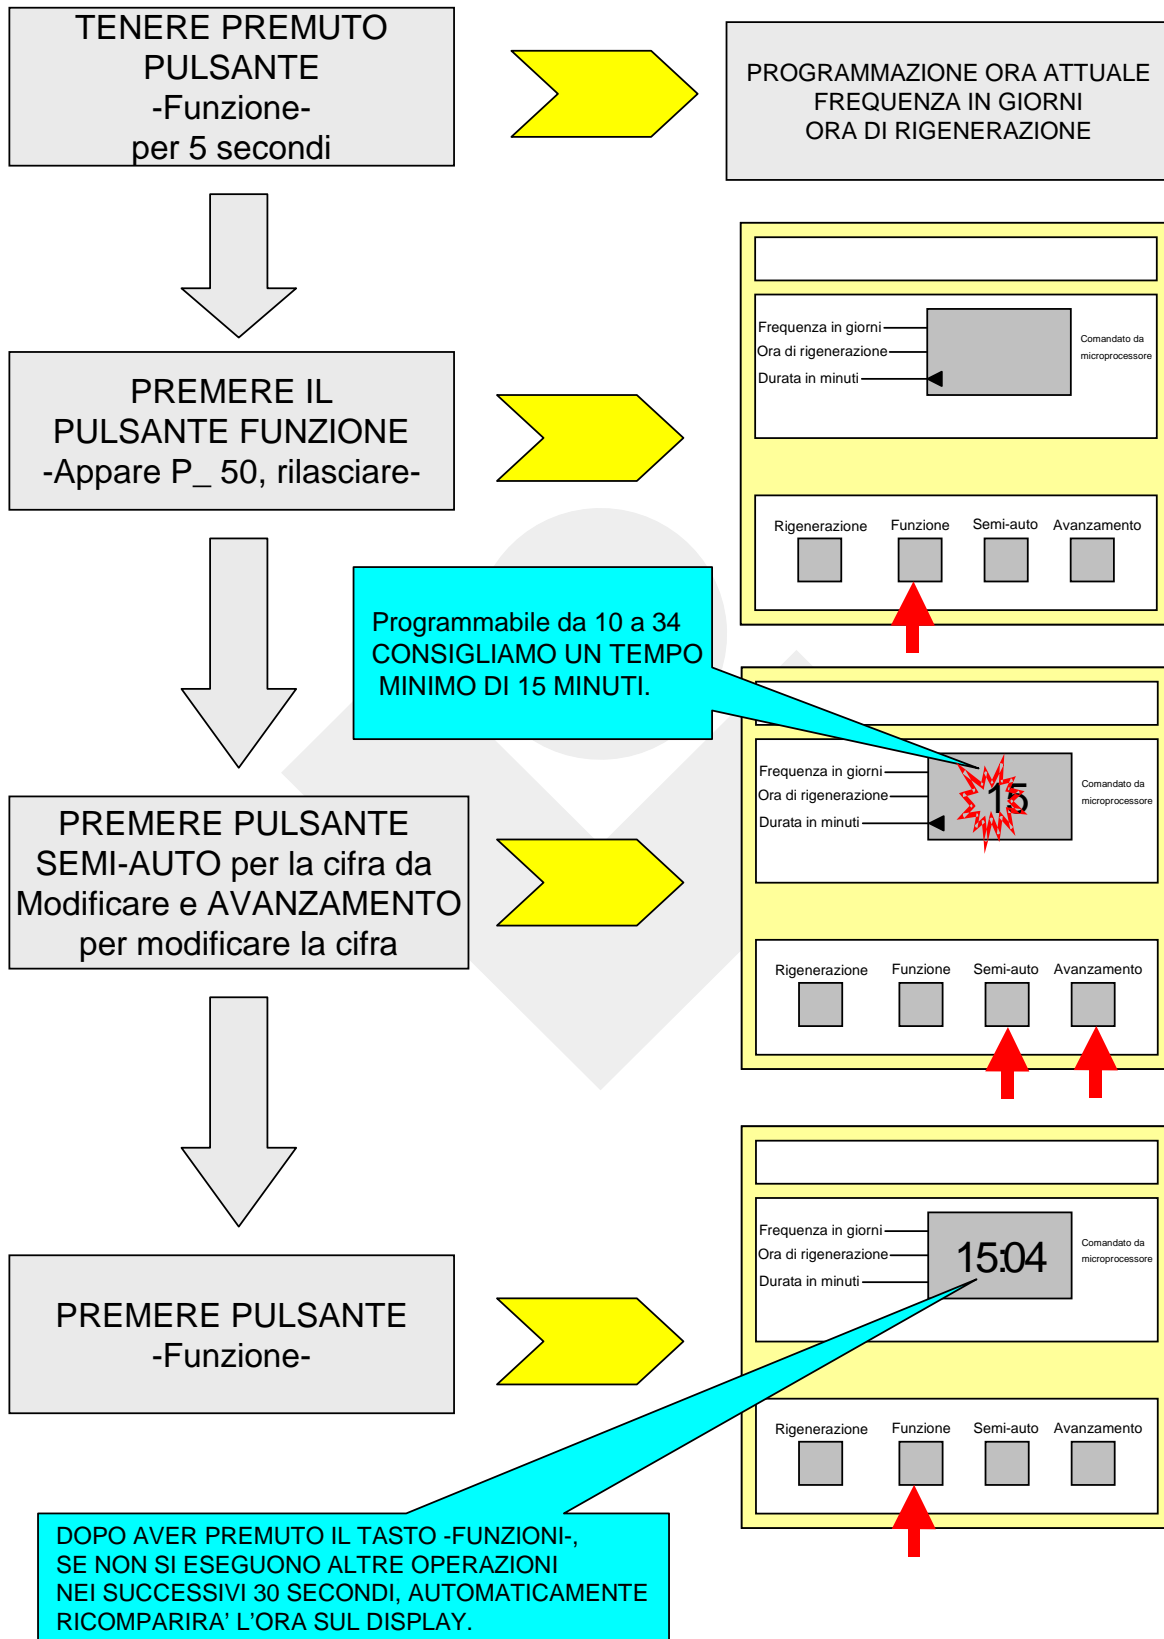 TENERE PREMUTO
PULSANTE
-Funzione-
per 5 secondi
PROGRAMMAZIONE ORA ATTUALE
FREQUENZA IN GIORNI
ORA DI RIGENERAZIONE
PREMERE IL
PULSANTE FUNZIONE
-Appare P_ 50, rilasciare-
Frequenza in giorni
Ora di rigenerazione
Durata in minuti
Comandato da
microprocessore
Rigenerazione Funzione Semi-auto Avanzamento
Programmabile da 10 a 34
CONSIGLIAMO UN TEMPO
MINIMO DI 15 MINUTI.
PREMERE PULSANTE
SEMI-AUTO per la cifra da
Modificare e AVANZAMENTO
per modificare la cifra
Frequenza in giorni
Ora di rigenerazione
Durata in minuti
15
Comandato da
microprocessore
Rigenerazione Funzione Semi-auto Avanzamento
PREMERE PULSANTE
-Funzione-
Frequenza in giorni
Ora di rigenerazione
Durata in minuti
15:04
Comandato da
microprocessore
Rigenerazione Funzione Semi-auto Avanzamento
DOPO AVER PREMUTO IL TASTO -FUNZIONI-,
SE NON SI ESEGUONO ALTRE OPERAZIONI
NEI SUCCESSIVI 30 SECONDI, AUTOMATICAMENTE
RICOMPARIRA’ L’ORA SUL DISPLAY.